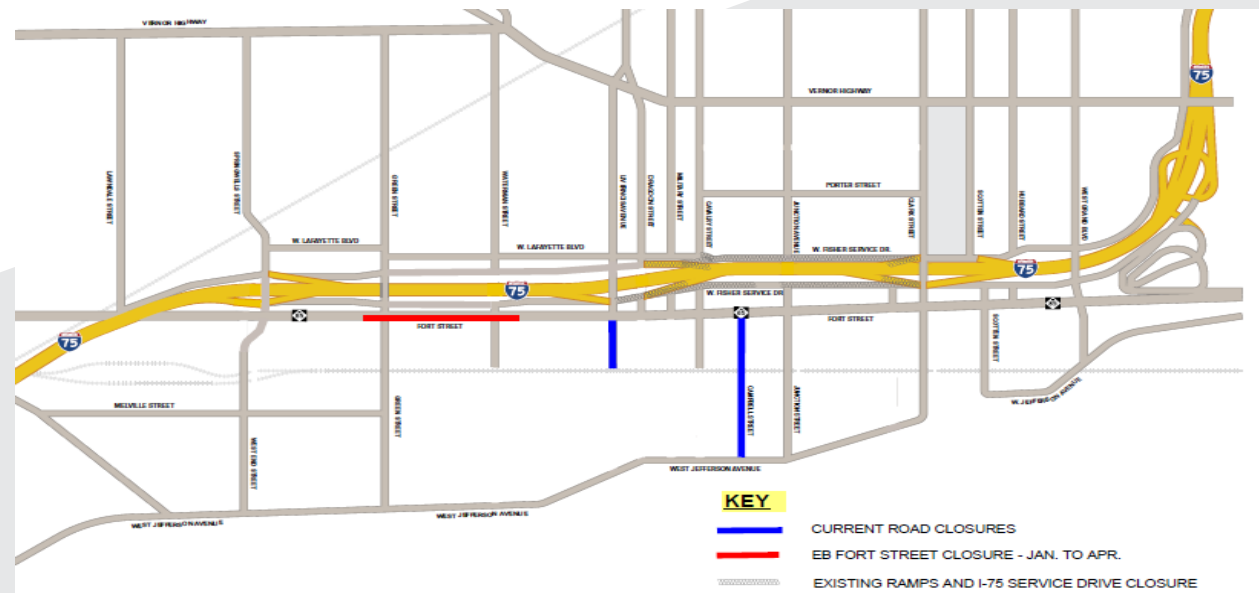 VERNOR HIGHWAY
75
VERNOR HIGHWAY
LAWNDALE STREET
SPRINGWELLS STREET
GREEN STREET
WATERMAN STREET
LIVERNOIS AVENUE
DRAGOON STREET
MILITARY STREET
CAVALRY STREET
JUNCTION AVENUE
CLARK STREET
SCOTTEN STREET
HUBBARD STREET
WEST GRAND BLVD
PORTER STREET
W. LAFAYETTE BLVD
W. LAFAYETTE BLVD
W. FISHER SERVICE DR.
75
75
W. FISHER SERVICE DR
85
85
85
FORT STREET
FORT STREET
75
SCOTTEN STREET
MELVILLE STREET
GREEN STREET
CAMPBELL STREET
JUNCTION STREET
W. JEFFERSON AVENUE
WEST END STREET
WEST JEFFERSON AVENUE
WEST JEFFERSON AVENUE
WEST JEFFERSON AVENUE
KEY
CURRENT ROAD CLOSURES
EB FORT STREET CLOSURE - JAN. TO APR.
EXISTING RAMPS AND I-75 SERVICE DRIVE CLOSURE